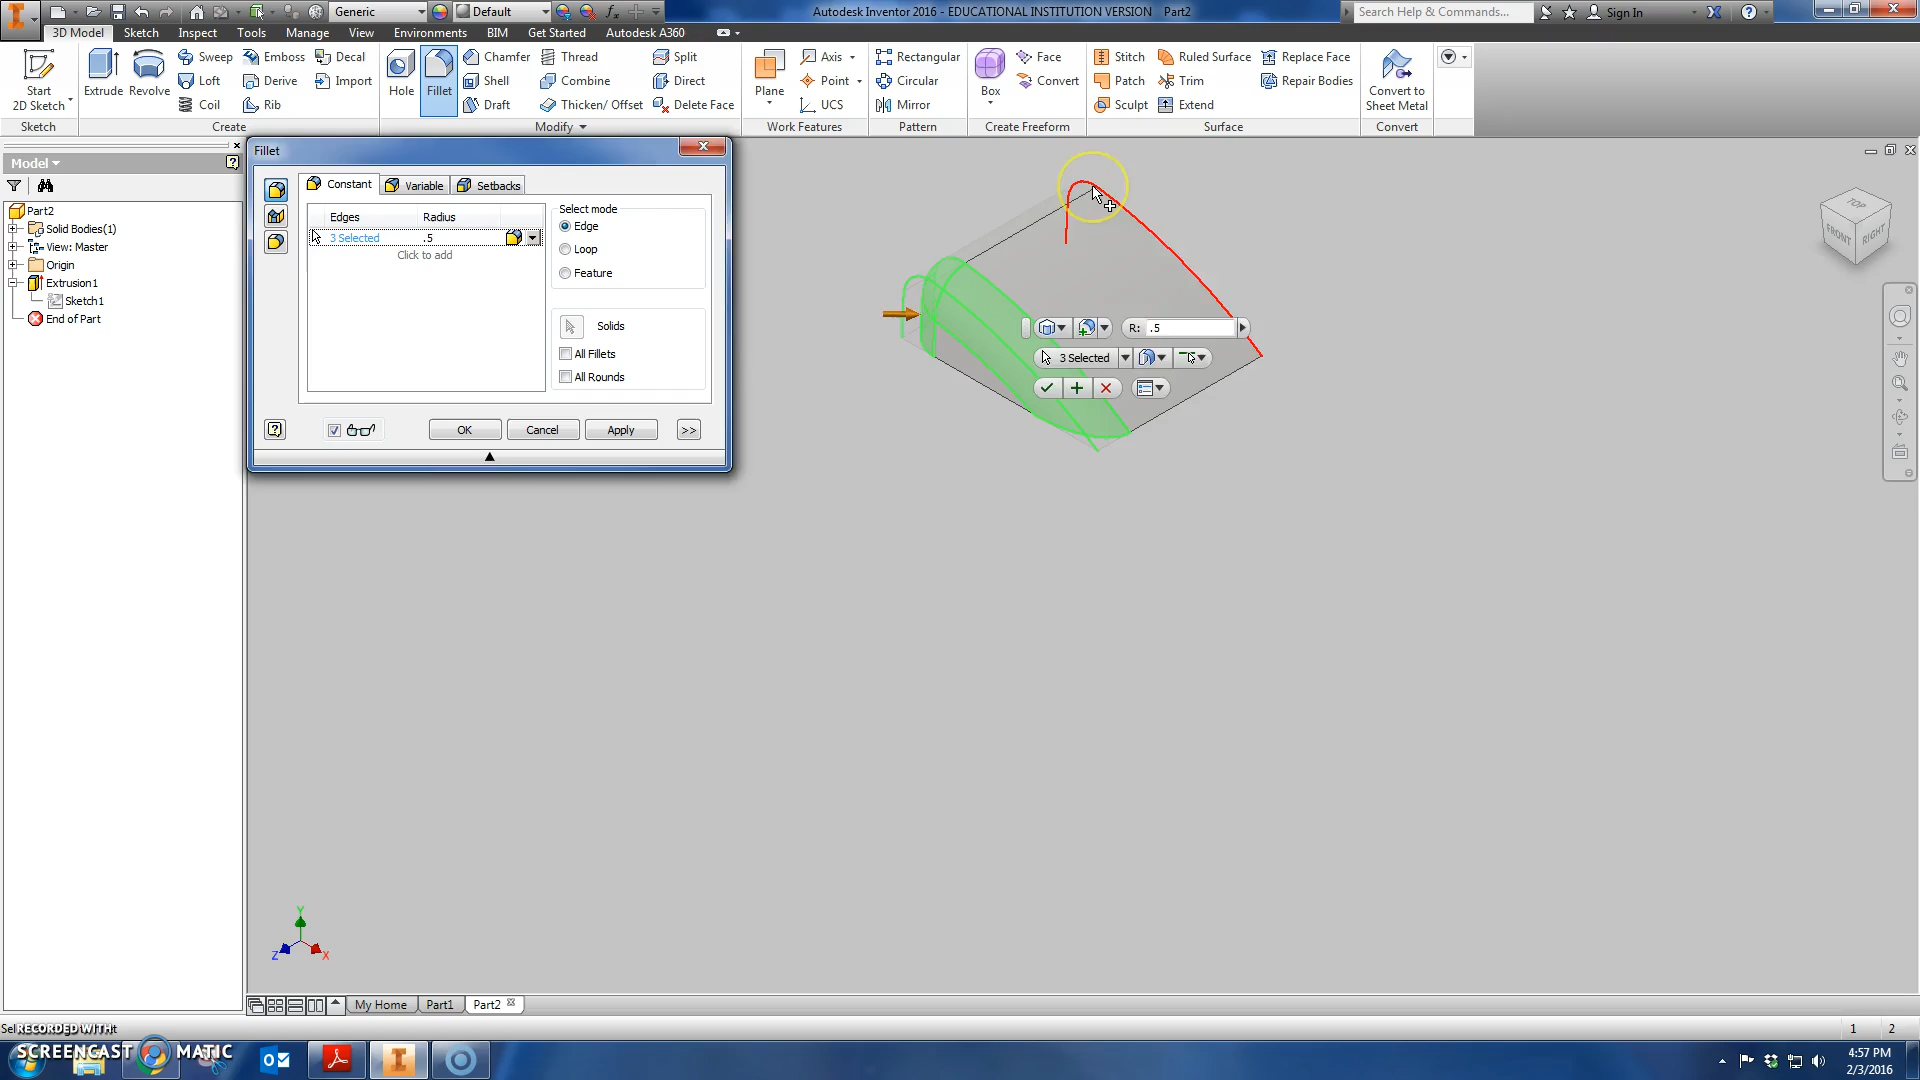 Generic
Default
Autodesk Inventor 2016 - EDUCATIONAL INSTITUTION VERSION Part2
Search Help & Commands...
Sign In
3D Model Sketch Inspect Tools Manage View Environments BIM Get Started Autodesk A360
Start
2D Sketch
Extrude
Revolve
Sweep
Loft
Coil
Emboss
Derive
Rib
Decal
Import
Hole
Fillet
Chamfer
Shell
Draft
Thread
Combine
Thicken/ Offset
Split
Direct
Delete Face
Plane
Axis
Point
UCS
Rectangular
Circular
Mirror
Box
Face
Convert
Stitch
Patch
Sculpt
Ruled Surface
Trim
Extend
Replace Face
Repair Bodies
Convert to
Sheet Metal
Sketch
Create
Modify
Work Features
Pattern
Create Freeform
Surface
Convert
Model
Part2
Solid Bodies(1)
View: Master
Origin
Extrusion1
Sketch1
End of Part
Fillet
Constant Variable Setbacks
Edges Radius
3 Selected .5
Click to add
Select mode
Edge
Loop
Feature
Solids
All Fillets
All Rounds
OK Cancel Apply >>
R: .5
3 Selected
TOP
FRONT
RIGHT
Y
Z
X
My Home Part1 Part2
RECORDED WITH
1 2
SCREENCAST MATIC
4:57 PM
2/3/2016